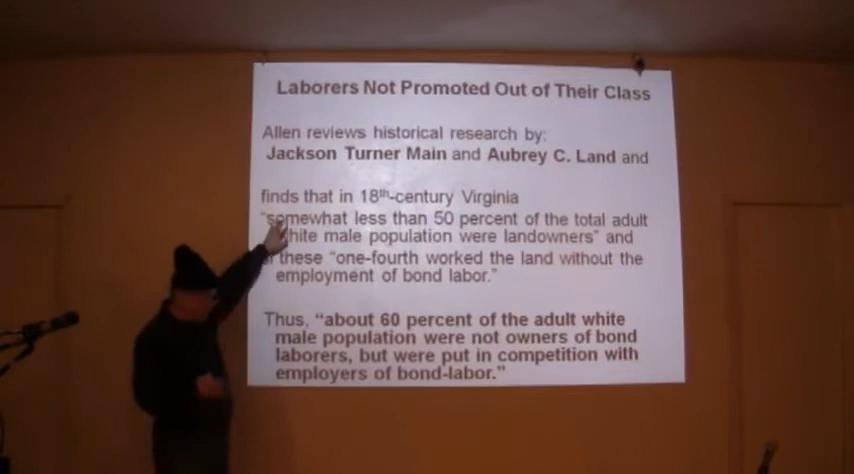 Laborers Not Promoted Out of Their Class
Allen reviews historical research by:
Jackson Turner Main and Aubrey C. Land and
finds that in 18th-century Virginia
"somewhat less than 50 percent of the total adult
white male population were landowners" and
these "one-fourth worked the land without the
employment of bond labor."
Thus, "about 60 percent of the adult white
male population were not owners of bond
laborers, but were put in competition with
employers of bond-labor."